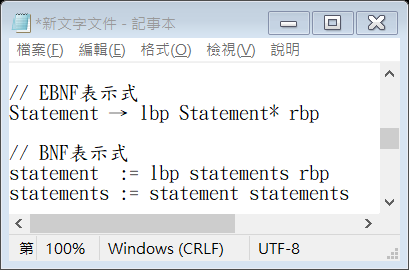 *新文字文件 - 記事本
檔案(F) 編輯(E) 格式(O) 檢視(V) 說明
// EBNF表示式
Statement → lbp Statement* rbp
// BNF表示式
statement := lbp statements rbp
statements := statement statements
第 100% Windows (CRLF) UTF-8